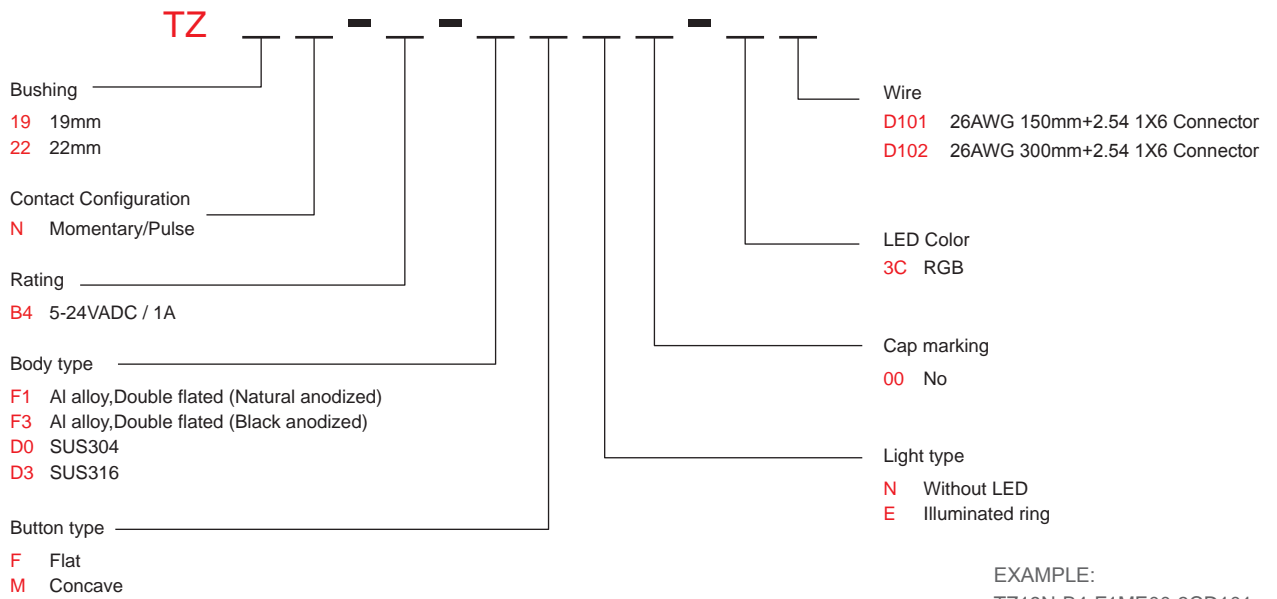 TZ
Bushing
19 19mm
22 22mm
Contact Configuration
N Momentary/Pulse
Rating
B4 5-24VADC / 1A
Body type
F1 Al alloy,Double flated (Natural anodized)
F3 Al alloy,Double flated (Black anodized)
D0 SUS304
D3 SUS316
Button type
F Flat
M Concave
Wire
D101 26AWG 150mm+2.54 1X6 Connector
D102 26AWG 300mm+2.54 1X6 Connector
LED Color
3C RGB
Cap marking
00 No
Light type
N Without LED
E Illuminated ring
EXAMPLE: